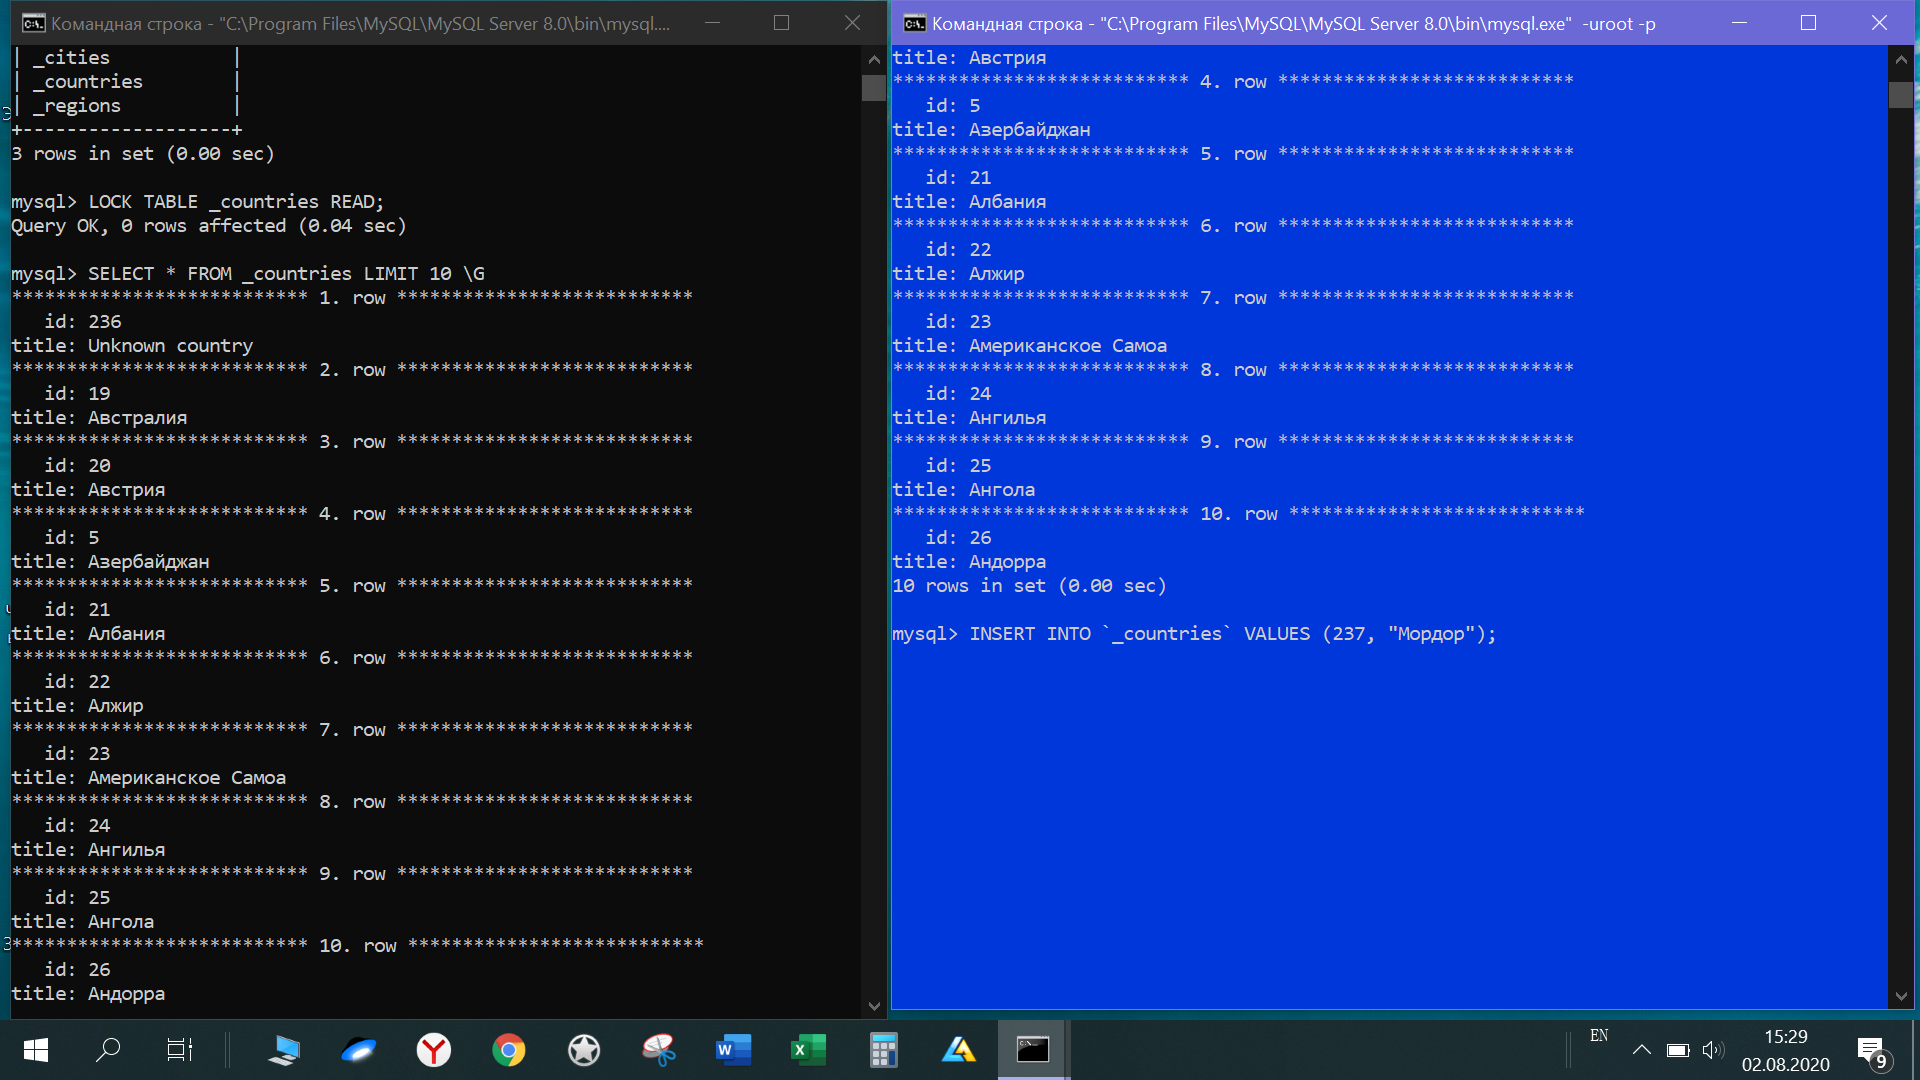 Командная строка - "C:\Program Files\MySQL\MySQL Server 8.0\bin\mysql....
| _cities           |
| _countries        |
| _regions          |
+-------------------+
3 rows in set (0.00 sec)
mysql> LOCK TABLE _countries READ;
Query OK, 0 rows affected (0.04 sec)
mysql> SELECT * FROM _countries LIMIT 10 \G
*************************** 1. row ***************************
   id: 236
title: Unknown country
*************************** 2. row ***************************
   id: 19
title: Австралия
*************************** 3. row ***************************
   id: 20
title: Австрия
*************************** 4. row ***************************
   id: 5
title: Азербайджан
*************************** 5. row ***************************
   id: 21
title: Албания
*************************** 6. row ***************************
   id: 22
title: Алжир
*************************** 7. row ***************************
   id: 23
title: Американское Самоа
*************************** 8. row ***************************
   id: 24
title: Ангилья
*************************** 9. row ***************************
   id: 25
title: Ангола
*************************** 10. row ***************************
   id: 26
title: Андорра
Командная строка - "C:\Program Files\MySQL\MySQL Server 8.0\bin\mysql.exe" -uroot -p
title: Австрия
*************************** 4. row ***************************
   id: 5
title: Азербайджан
*************************** 5. row ***************************
   id: 21
title: Албания
*************************** 6. row ***************************
   id: 22
title: Алжир
*************************** 7. row ***************************
   id: 23
title: Американское Самоа
*************************** 8. row ***************************
   id: 24
title: Ангилья
*************************** 9. row ***************************
   id: 25
title: Ангола
*************************** 10. row ***************************
   id: 26
title: Андорра
10 rows in set (0.00 sec)
mysql> INSERT INTO `_countries` VALUES (237, "Мордор");
EN
15:29
02.08.2020
9